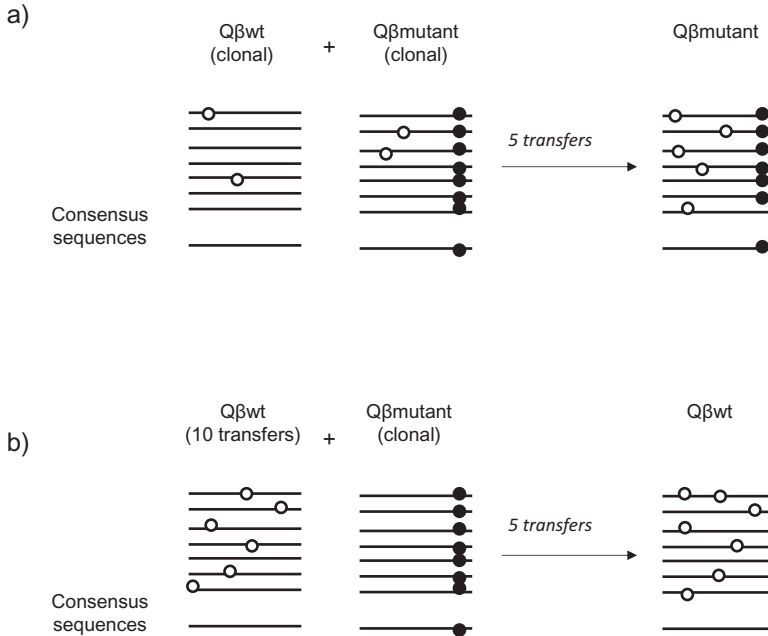 a)
Qβwt
(clonal)
+
Qβmutant
(clonal)
Qβmutant
5 transfers
Consensus
sequences
b)
Qβwt
(10 transfers)
+
Qβmutant
(clonal)
Qβwt
5 transfers
Consensus
sequences